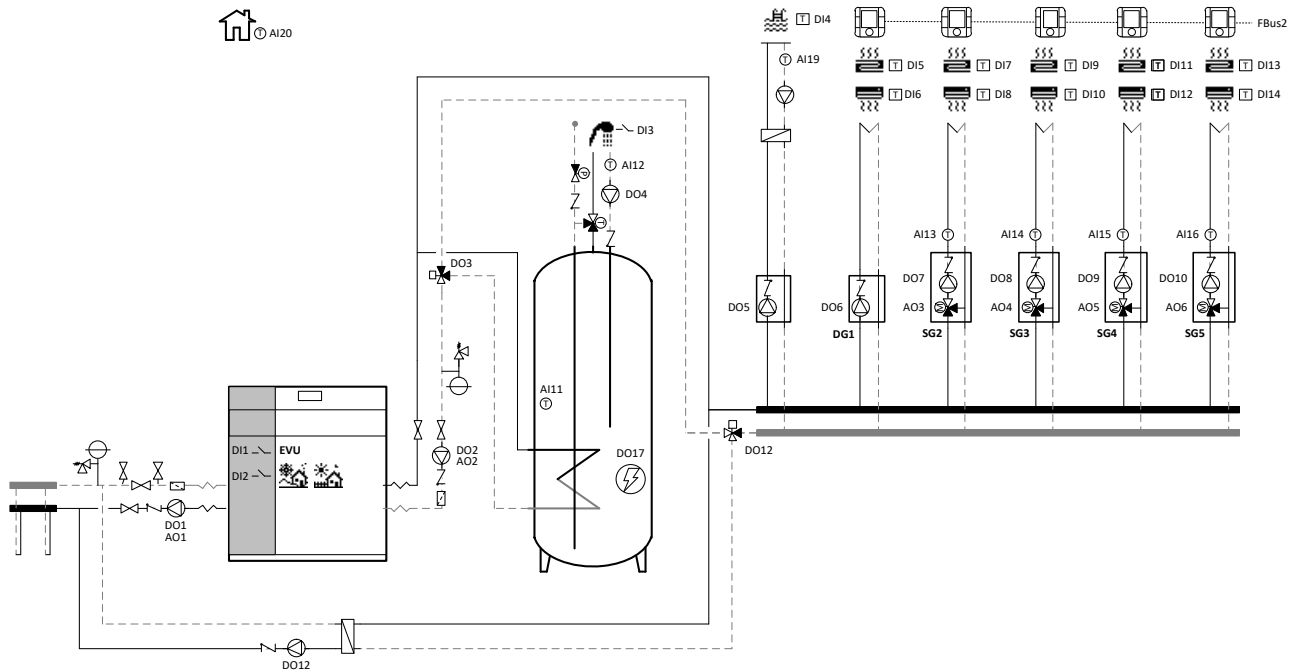 AI20
DI4
FBus2
AI19
DI5
DI7
DI9
DI11
DI13
DI6
DI8
DI10
DI12
DI14
DI3
AI12
DO4
P
T
DO3
AI13
AI14
AI15
AI16
DO5
DO6
DO7
DO8
DO9
DO10
AO3
AO4
AO5
AO6
M
M
M
M
DG1
SG2
SG3
SG4
SG5
AI11
DI1
EVU
DI2
DO2
AO2
DO17
DO12
DO1
AO1
DO12